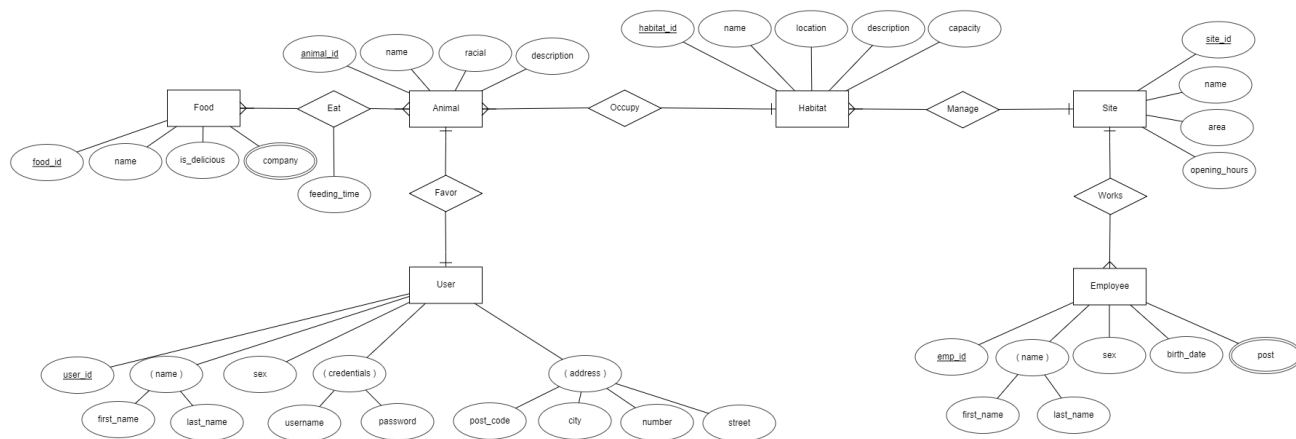 animal_id
name
racial
description
habitat_id
name
location
description
capacity
site_id
name
area
opening_hours
Food
Eat
Animal
Occupy
Habitat
Manage
Site
food_id
name
is_delicious
company
feeding_time
Favor
Works
User
Employee
user_id
( name )
sex
( credentials )
( address )
first_name
last_name
username
password
post_code
city
number
street
emp_id
( name )
sex
birth_date
post
first_name
last_name